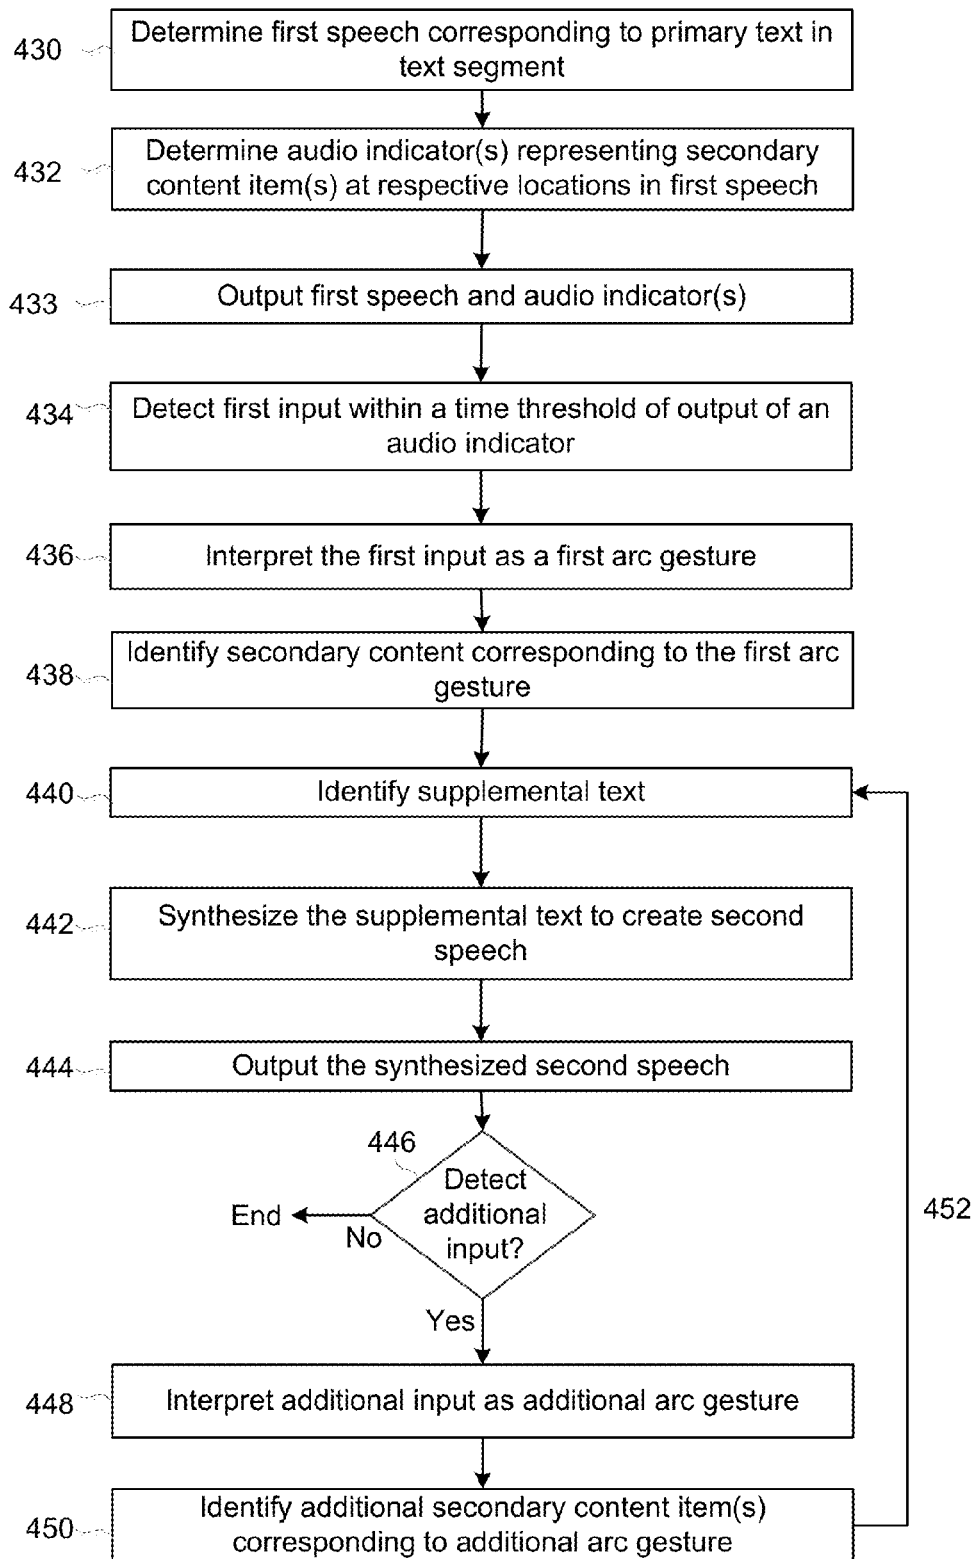 430
Determine first speech corresponding to primary text in
text segment
432
Determine audio indicator(s) representing secondary
content item(s) at respective locations in first speech
433
Output first speech and audio indicator(s)
434
Detect first input within a time threshold of output of an
audio indicator
436
Interpret the first input as a first arc gesture
438
Identify secondary content corresponding to the first arc
gesture
440
Identify supplemental text
442
Synthesize the supplemental text to create second
speech
444
Output the synthesized second speech
446
Detect
additional
input?
End
No
452
Yes
448
Interpret additional input as additional arc gesture
450
Identify additional secondary content item(s)
corresponding to additional arc gesture